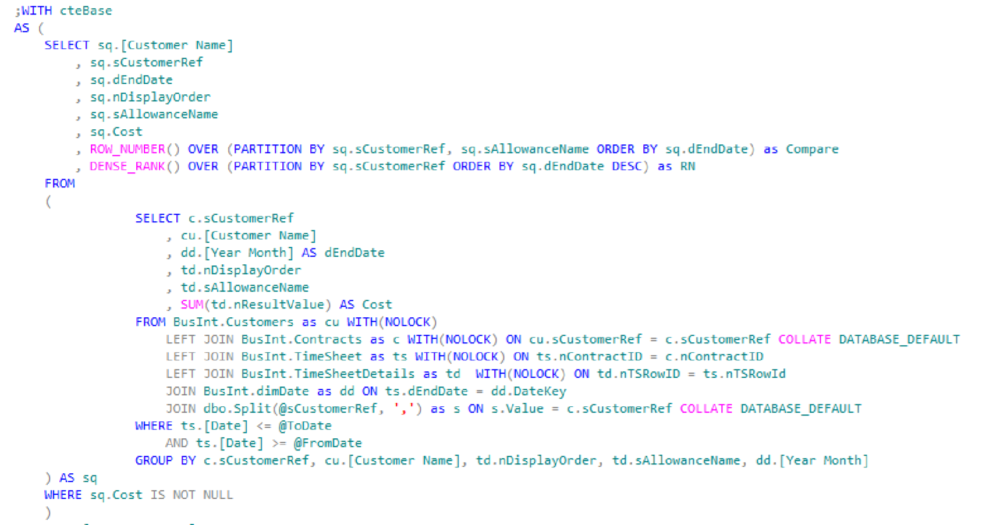 ;WITH cteBase
AS (
    SELECT sq.[Customer Name]
        , sq.sCustomerRef
        , sq.dEndDate
        , sq.nDisplayOrder
        , sq.sAllowanceName
        , sq.Cost
        , ROW_NUMBER() OVER (PARTITION BY sq.sCustomerRef, sq.sAllowanceName ORDER BY sq.dEndDate) as Compare
        , DENSE_RANK() OVER (PARTITION BY sq.sCustomerRef ORDER BY sq.dEndDate DESC) as RN
    FROM
    (
                SELECT c.sCustomerRef
                    , cu.[Customer Name]
                    , dd.[Year Month] AS dEndDate
                    , td.nDisplayOrder
                    , td.sAllowanceName
                    , SUM(td.nResultValue) AS Cost
                FROM BusInt.Customers as cu WITH(NOLOCK)
                    LEFT JOIN BusInt.Contracts as c WITH(NOLOCK) ON cu.sCustomerRef = c.sCustomerRef COLLATE DATABASE_DEFAULT
                    LEFT JOIN BusInt.TimeSheet as ts WITH(NOLOCK) ON ts.nContractID = c.nContractID
                    LEFT JOIN BusInt.TimeSheetDetails as td  WITH(NOLOCK) ON td.nTSRowID = ts.nTSRowId
                    JOIN BusInt.dimDate as dd ON ts.dEndDate = dd.DateKey
                    JOIN dbo.Split(@sCustomerRef, ',') as s ON s.Value = c.sCustomerRef COLLATE DATABASE_DEFAULT
                WHERE ts.[Date] <= @ToDate
                    AND ts.[Date] >= @FromDate
                GROUP BY c.sCustomerRef, cu.[Customer Name], td.nDisplayOrder, td.sAllowanceName, dd.[Year Month]
    ) AS sq
    WHERE sq.Cost IS NOT NULL
    )